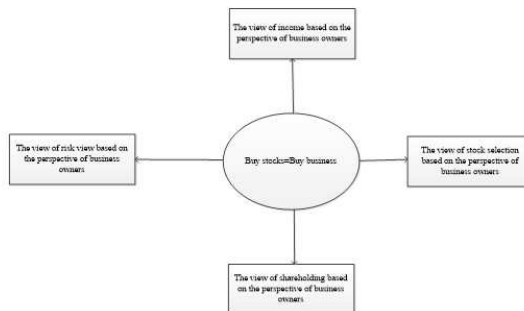 The view of income based on the
perspective of business owners
The view of risk view based on
the perspective of business
owners
Buy stocks=Buy business
The view of stock selection
based on the perspective of
business owners
The view of shareholding based
on the perspective of business
owners